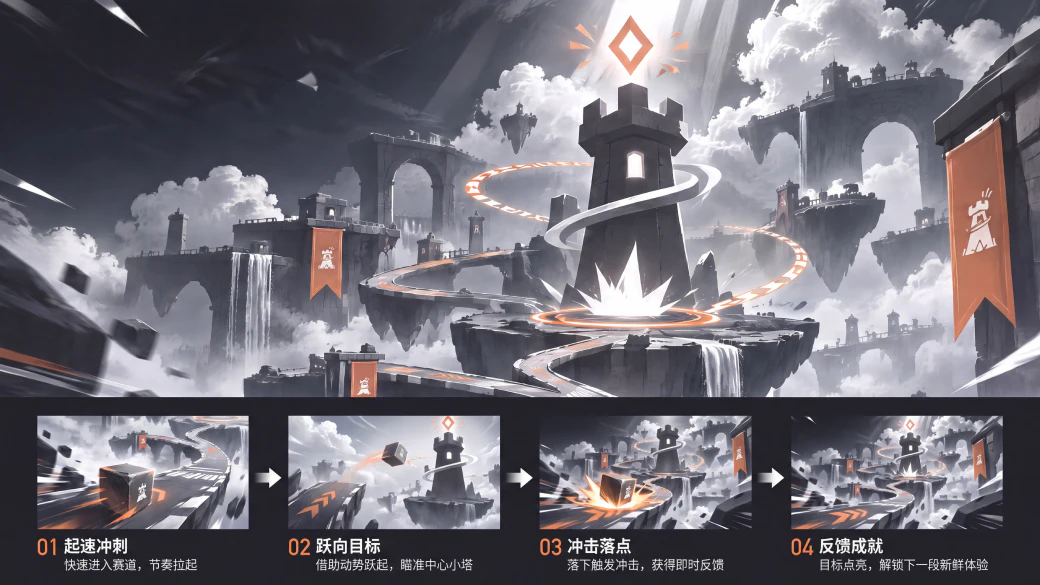 01 起速冲刺
快速进入赛道，节奏拉起
02 跃向目标
借助动势跃起，瞄准中心小塔
03 冲击落点
落下触发冲击，获得即时反馈
04 反馈成就
目标点亮，解锁下一段新鲜体验